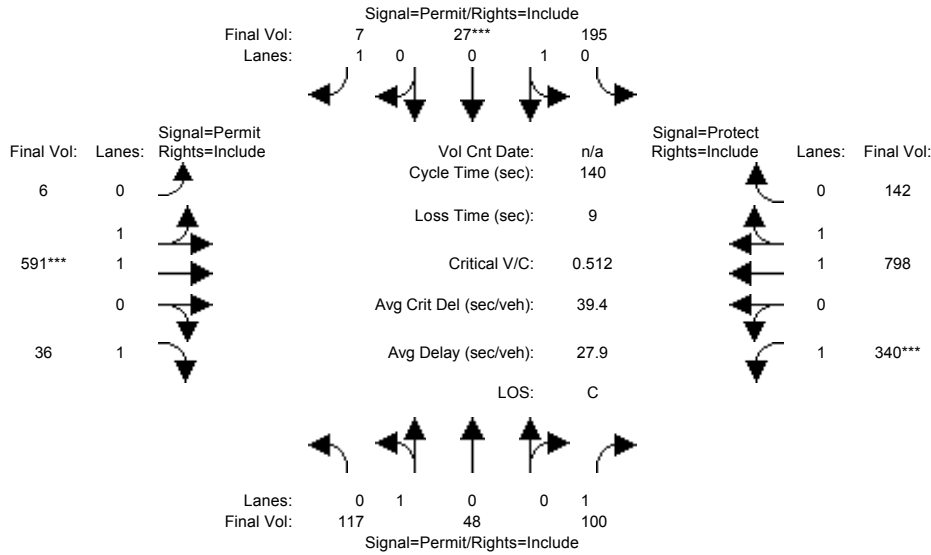 Signal=Permit/Rights=Include
Final Vol: 7 27*** 195
Lanes: 1 0 0 1 0
Signal=Permit Signal=Protect
Final Vol: Lanes: Rights=Include Vol Cnt Date: n/a Rights=Include Lanes: Final Vol:
Cycle Time (sec): 140
6 0 0 142
Loss Time (sec): 9
1 1
591*** 1 Critical V/C: 0.512 1 798
0 Avg Crit Del (sec/veh): 39.4 0
36 1 Avg Delay (sec/veh): 27.9 1 340***
LOS: C
Lanes: 0 1 0 0 1
Final Vol: 117 48 100
Signal=Permit/Rights=Include